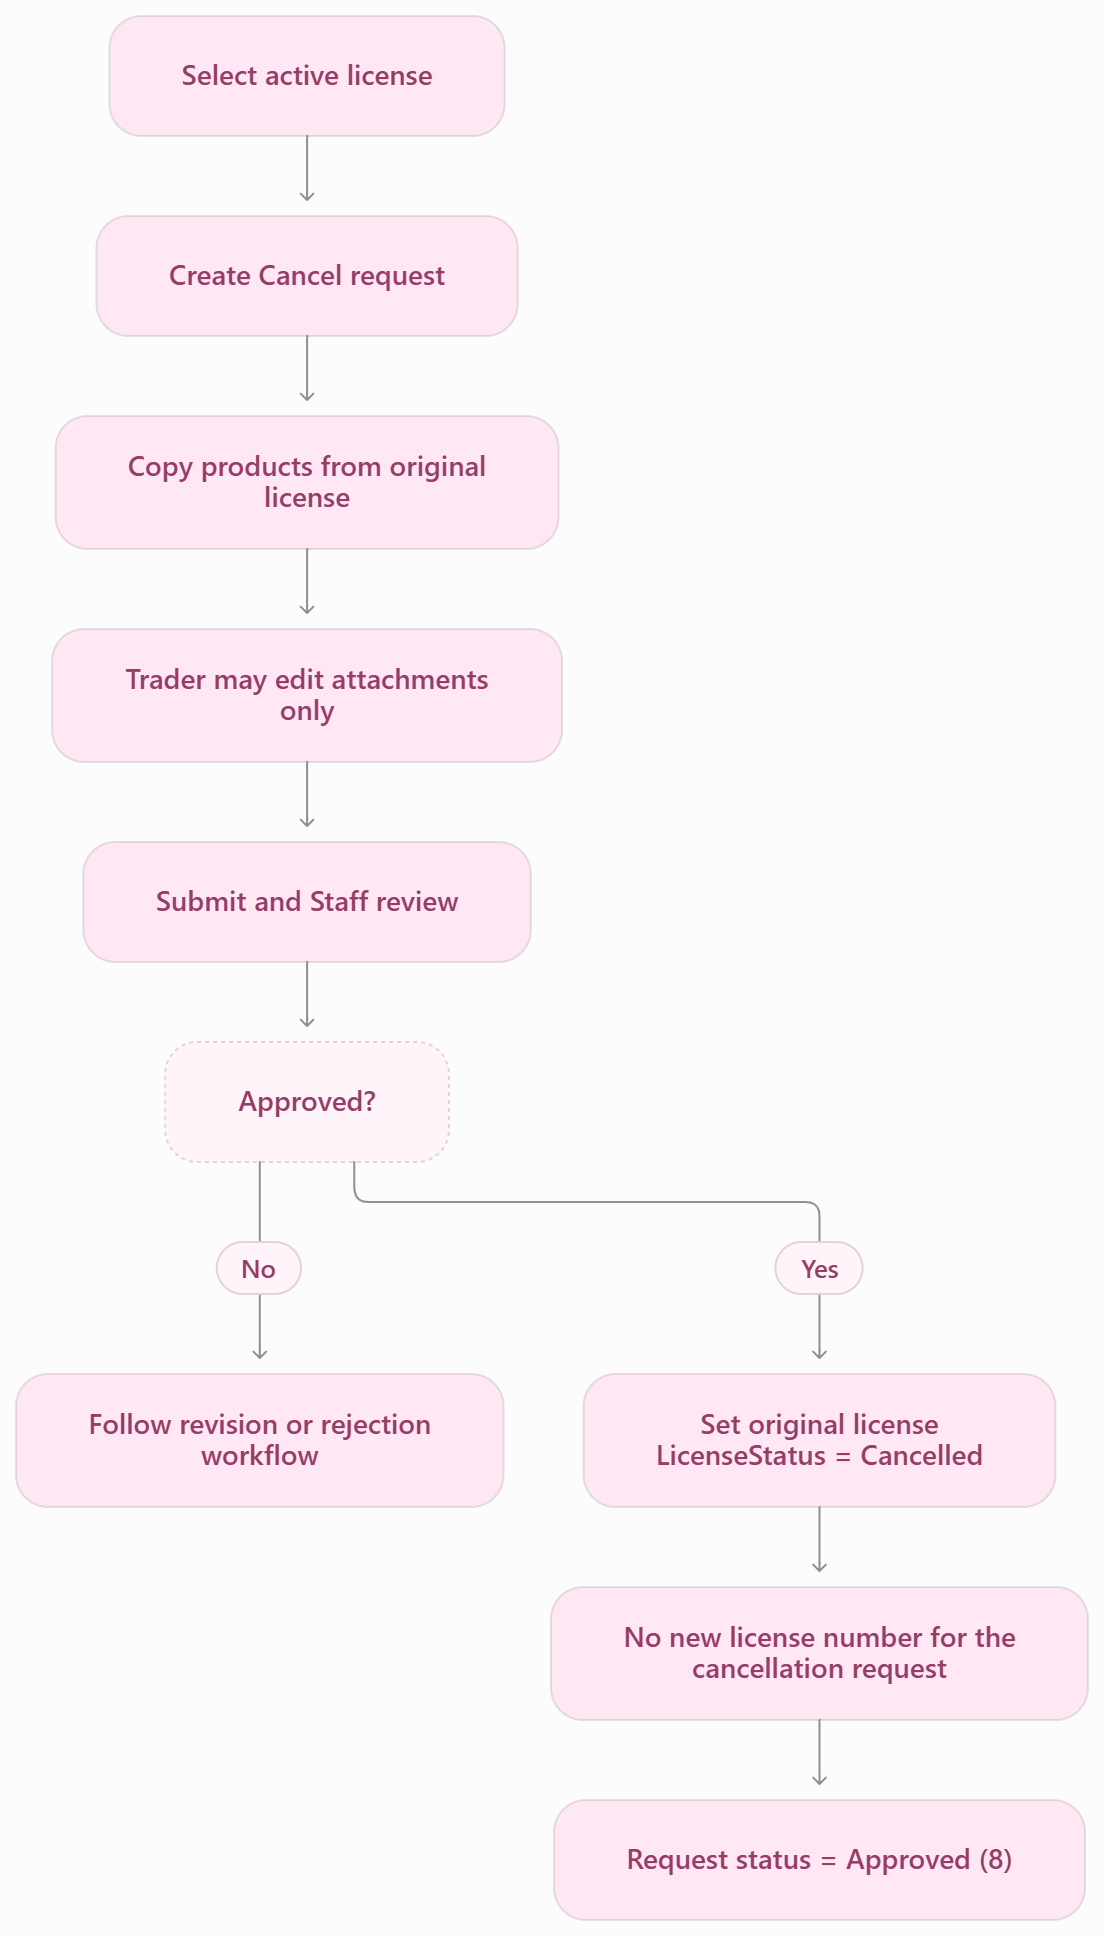 Select active license
Create Cancel request
Copy products from original
license
Trader may edit attachments
only
Submit and Staff review
Approved?
No
Yes
Follow revision or rejection
workflow
Set original license
LicenseStatus = Cancelled
No new license number for the
cancellation request
Request status = Approved (8)